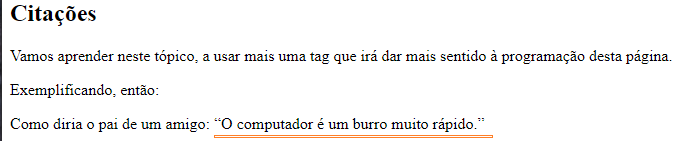 Citações
Vamos aprender neste tópico, a usar mais uma tag que irá dar mais sentido à programação desta página.
Exemplificando, então:
Como diria o pai de um amigo: “O computador é um burro muito rápido.”